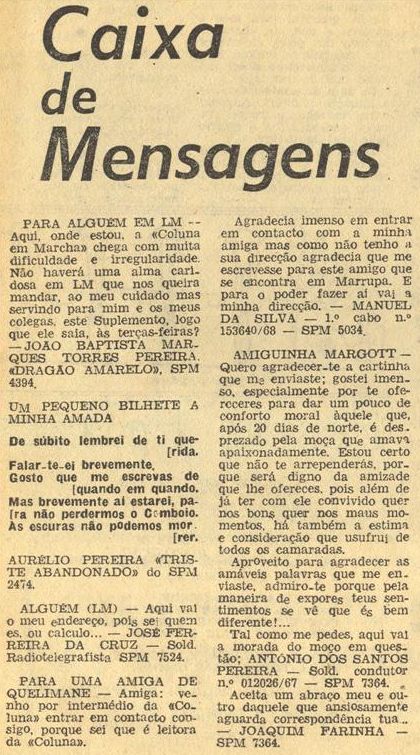 Caixa
de
Mensagens
PARA ALGUÉM EM LM —
Aqui, onde estou, a «Coluna
em Marcha» chega com muita
dificuldade e irregularidade.
Não haverá uma alma cari-
dosa em LM que nos queira
mandar, ao meu cuidado mas
servindo para mim e os meus
colegas, este Suplemento, logo
que ele saia, às terças-feiras?
— JOÃO BAPTISTA MAR-
QUES TORRES PEREIRA.
«DRAGÃO AMARELO», SPM
4394.
UM PEQUENO BILHETE A
MINHA AMADA
De súbito lembrei de ti que-
[rida.
Falar-te-ei brevemente,
Gosto que me escrevas de
[quando em quando.
Mas brevemente aí estarei, pa-
[ra não perdermos o Comboio.
As escuras não podemos mor
[rer.
AURÉLIO PEREIRA «TRIS-
TE ABANDONADO» do SPM
2474.
ALGUÉM (LM) — Aqui vai
o meu endereço, pois sei quem
és, ou calculo... — JOSÉ FER-
REIRA DA CRUZ — Sold.
Radiotelegrafista SPM 7524.
PARA UMA AMIGA DE
QUELIMANE — Amiga: ve-
nho por intermédio da «Co-
luna» entrar em contacto con-
sigo, porque sei que é leitora
da «Coluna».
Agradecia imenso em entrar
em contacto com a minha
amiga mas como não tenho a
sua direcção agradecia que me
escrevesse para este amigo que
se encontra em Marrupa. E
para o poder fazer aí vai a
minha direcção. — MANUEL
DA SILVA — 1.º cabo n.º
153640/68 — SPM 5034.
AMIGUINHA MARGOTT —
Quero agradecer-te a cartinha
que me enviaste; gostei imen-
so, especialmente por te ofe-
receres para dar um pouco de
conforto moral àquele que,
após 20 dias de norte, é des-
prezado pela moça que amava
apaixonadamente. Estou certo
que não te arrependerás, por-
que será digno da amizade
que lhe ofereces, pois além de
já ter com ele convivido quer
nos bons quer nos maus mo-
mentos, há também a estima
e consideração que usufrui de
todos os camaradas.
Aproveito para agradecer as
amáveis palavras que me en-
viaste, admiro-te porque pela
maneira de expores teus sen-
timentos se vê que és bem
diferente!...
Tal como me pedes, aqui vai
a morada do moço em ques-
tão; ANTÓNIO DOS SANTOS
PEREIRA — Sold. condutor
n.º 012026/67 — SPM 7364.
Aceita um abraço meu e ou-
tro daquele que ansiosamente
aguarda correspondência tua...
— JOAQUIM FARINHA —
SPM 7364.